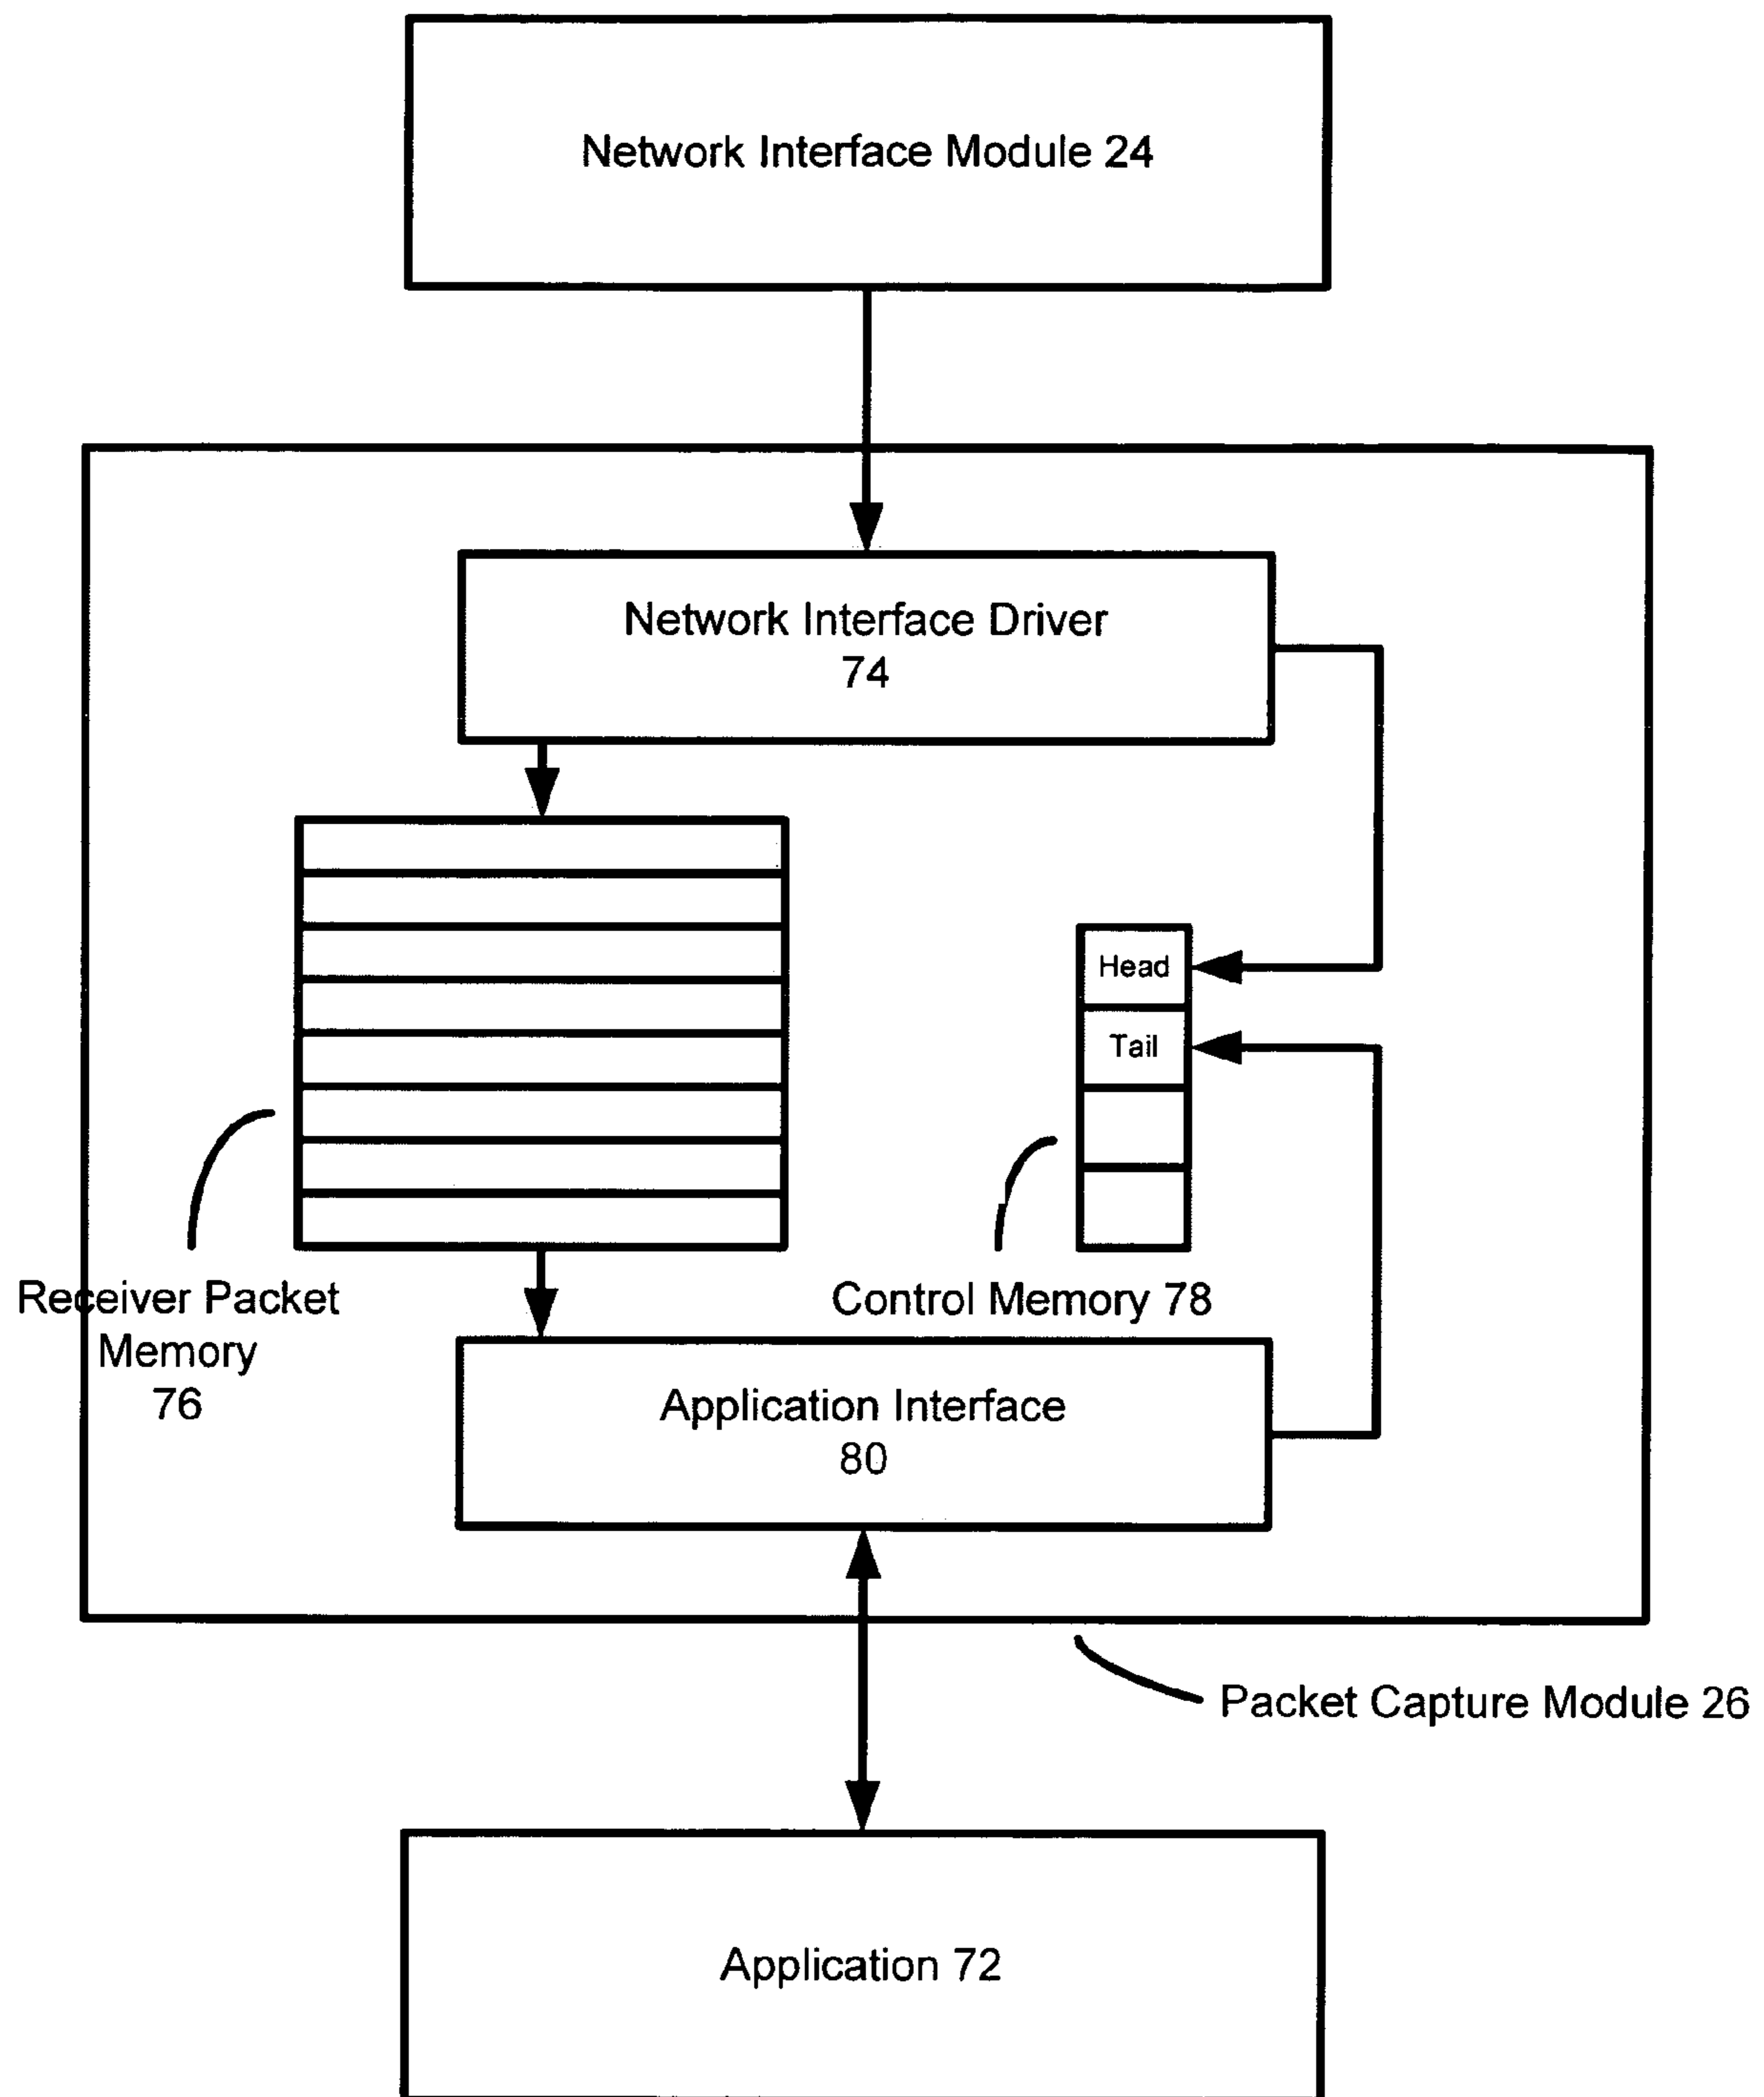 Network Interface Module 24
Network Interface Driver
74
Head
Tail
Receiver Packet
Memory
76
Control Memory 78
Application Interface
80
Packet Capture Module 26
Application 72